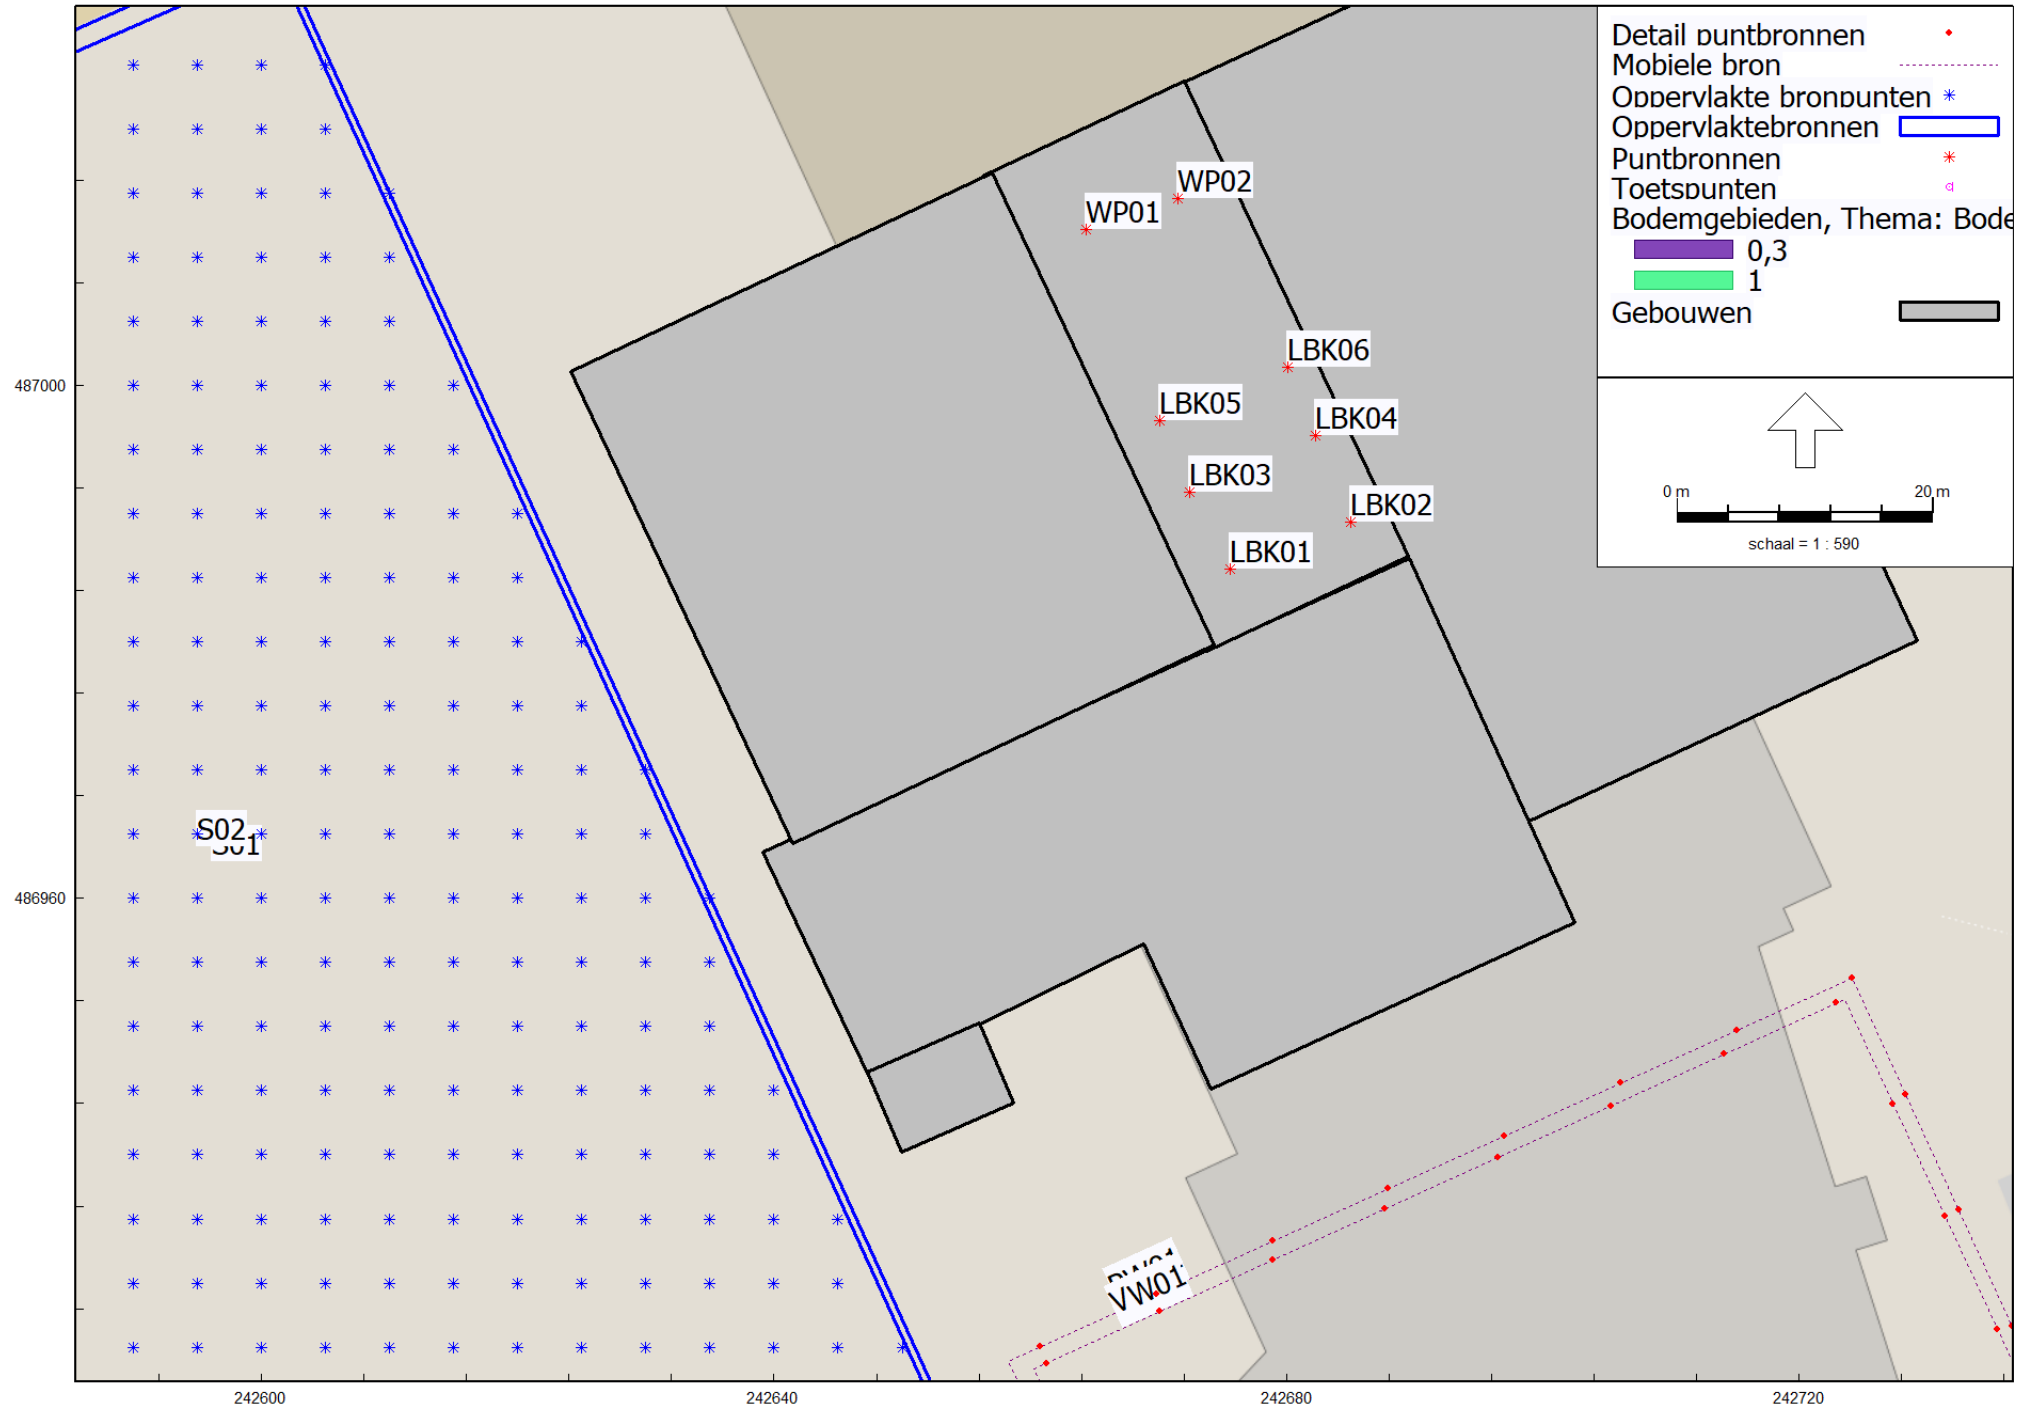 Detail puntbronnen
Mobiele bron
Oppervlakte bronpunten
Oppervlaktebronnen
Puntbronnen
Toetspunten
Bodemgebieden, Thema: Bode
0,3
1
Gebouwen
0 m
20 m
schaal = 1 : 590
WP02
WP01
LBK06
LBK05
LBK04
LBK03
LBK02
LBK01
S02
S01
VW01
487000
486960
242600
242640
242680
242720